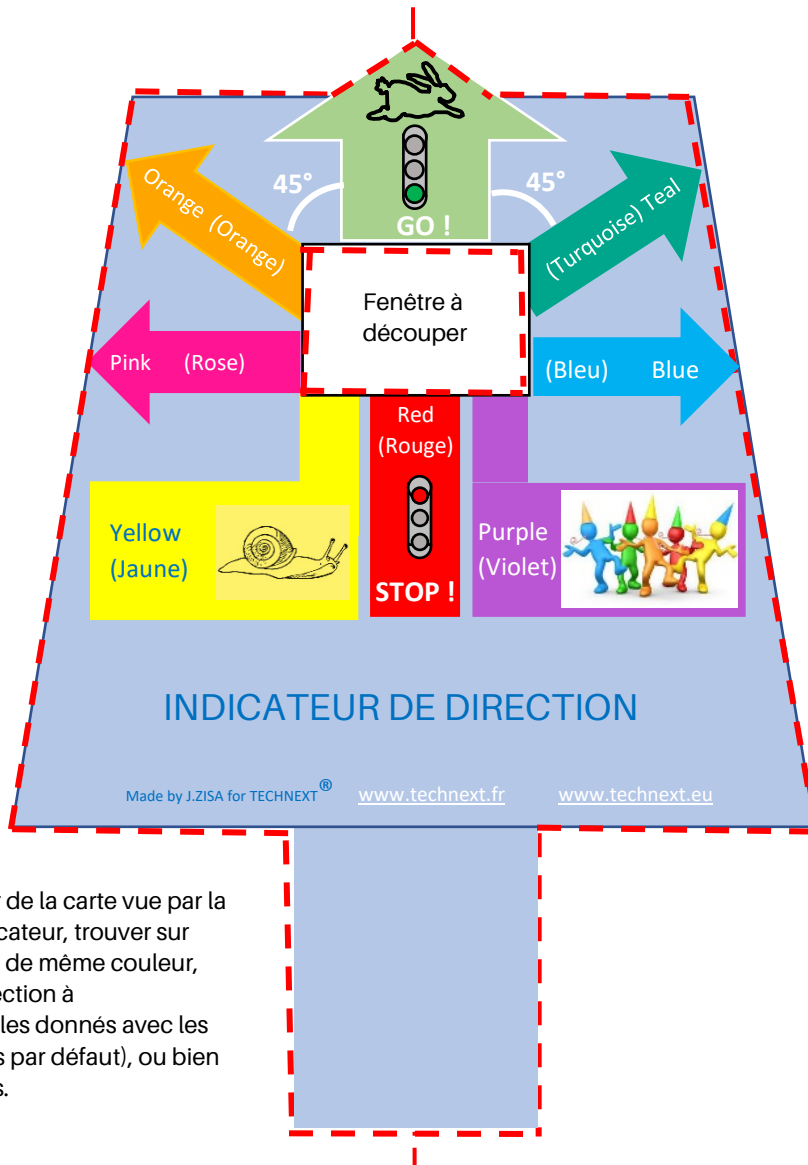 45°
45°
GO !
Orange (Orange)
(Turquoise) Teal
Fenêtre à
découper
Pink (Rose)
(Bleu) Blue
Red
(Rouge)
Yellow
(Jaune)
Purple
(Violet)
STOP !
INDICATEUR DE DIRECTION
Made by J.ZISA for TECHNEXT® www.technext.fr www.technext.eu
de la carte vue par la
cateur, trouver sur
de même couleur,
ection à
les donnés avec les
s par défaut), ou bien
s.